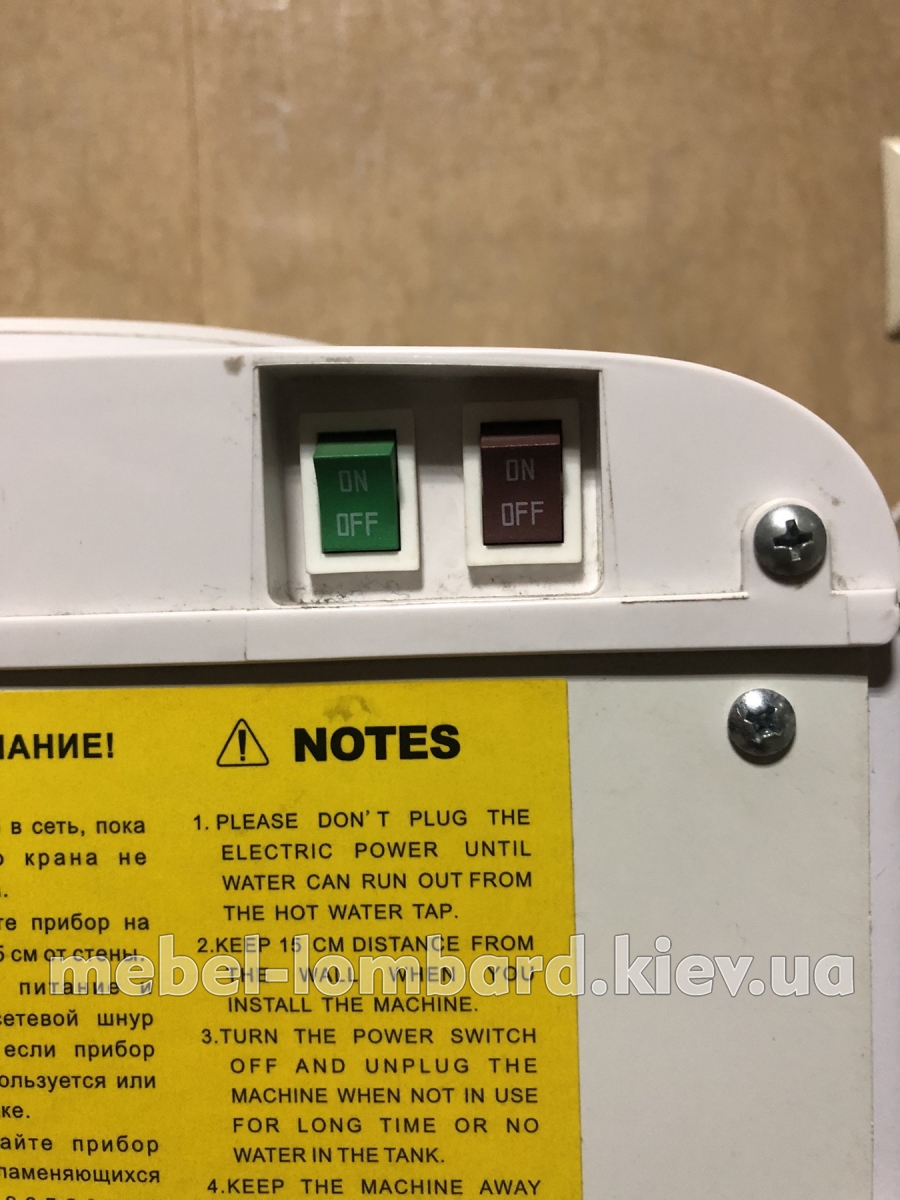 ON
OFF
ON
OFF
МАНИЕ!
в сеть, пока
о крана не
те прибор на
5 см от стены.
питание и
сетевой шнур
если прибор
ользуется или
ке.
айте прибор
пламеняющихся
NOTES
1. PLEASE DON'T PLUG THE
ELECTRIC POWER UNTIL
WATER CAN RUN OUT FROM
THE HOT WATER TAP.
2.KEEP 15 CM DISTANCE FROM
THE WALL WHEN YOU
INSTALL THE MACHINE.
3.TURN THE POWER SWITCH
OFF AND UNPLUG THE
MACHINE WHEN NOT IN USE
FOR LONG TIME OR NO
WATER IN THE TANK.
4.KEEP THE MACHINE AWAY
mebel-lombard.kiev.ua